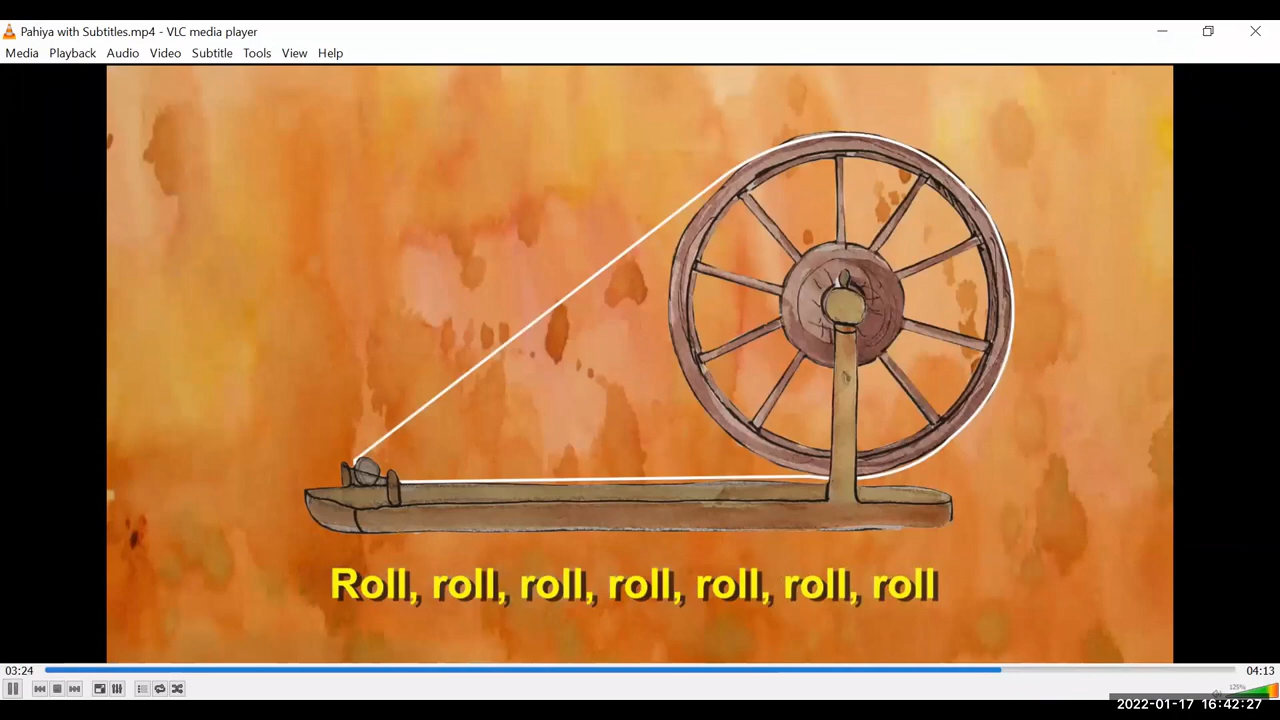 Pahiya with Subtitles.mp4 - VLC media player
Media Playback Audio Video Subtitle Tools View Help
Roll, roll, roll, roll, roll, roll, roll
03:24
04:13
125%
2022-01-17 16:42:27